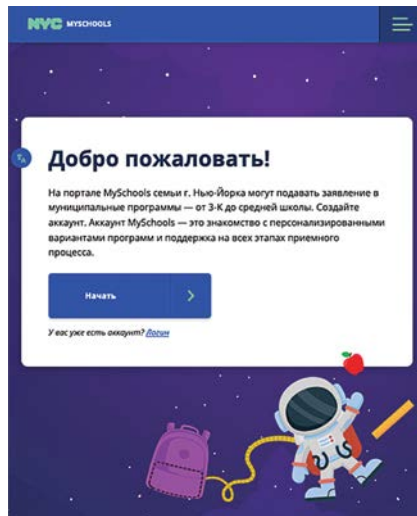 NYC MYSCHOOLS
Добро пожаловать!
На портале MySchools семьи г. Нью-Йорка могут подавать заявление в
муниципальные программы — от 3-K до средней школы. Создайте
аккаунт. Аккаунт MySchools — это знакомство с персонализированными
вариантами программ и поддержка на всех этапах приемного
процесса.
Начать
У вас уже есть аккаунт? Логин